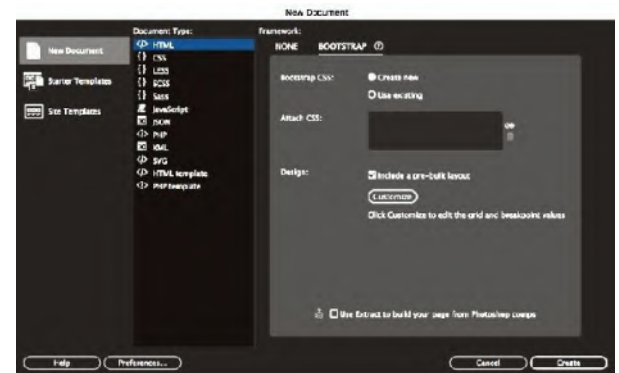 New Document
Document Type:
Framework:
New Document
Starter Templates
Site Templates
</> HTML
{} CSS
{} LESS
{} SCSS
{} Sass
JavaScript
JSON
</> PHP
XML
</> SVG
</> HTML template
</> PHP template
NONE BOOTSTRAP ?
Bootstrap CSS:
Create new
Use existing
Attach CSS:
Design:
Include a pre-built layout
Customize
Click Customize to edit the grid and breakpoint values
Use Extract to build your page from Photoshop comps
Help
Preferences...
Cancel
Create